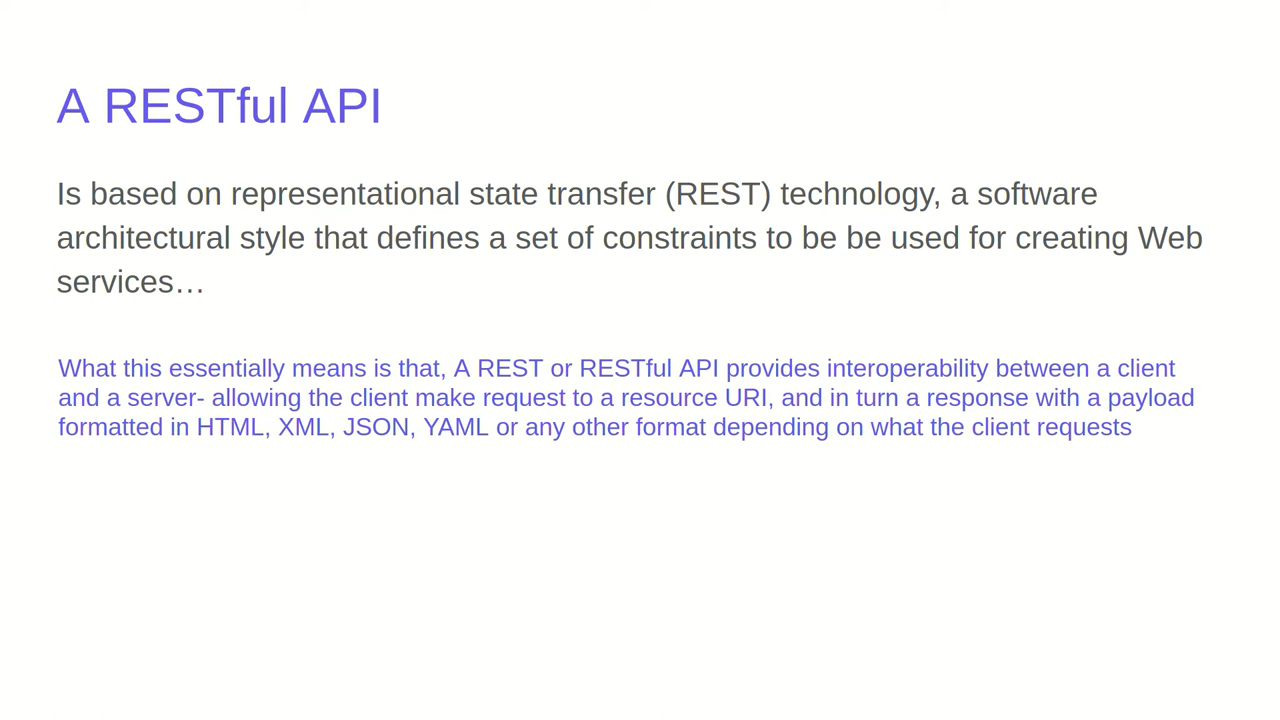 A RESTful API
Is based on representational state transfer (REST) technology, a software
architectural style that defines a set of constraints to be be used for creating Web
services…
What this essentially means is that, A REST or RESTful API provides interoperability between a client
and a server- allowing the client make request to a resource URI, and in turn a response with a payload
formatted in HTML, XML, JSON, YAML or any other format depending on what the client requests